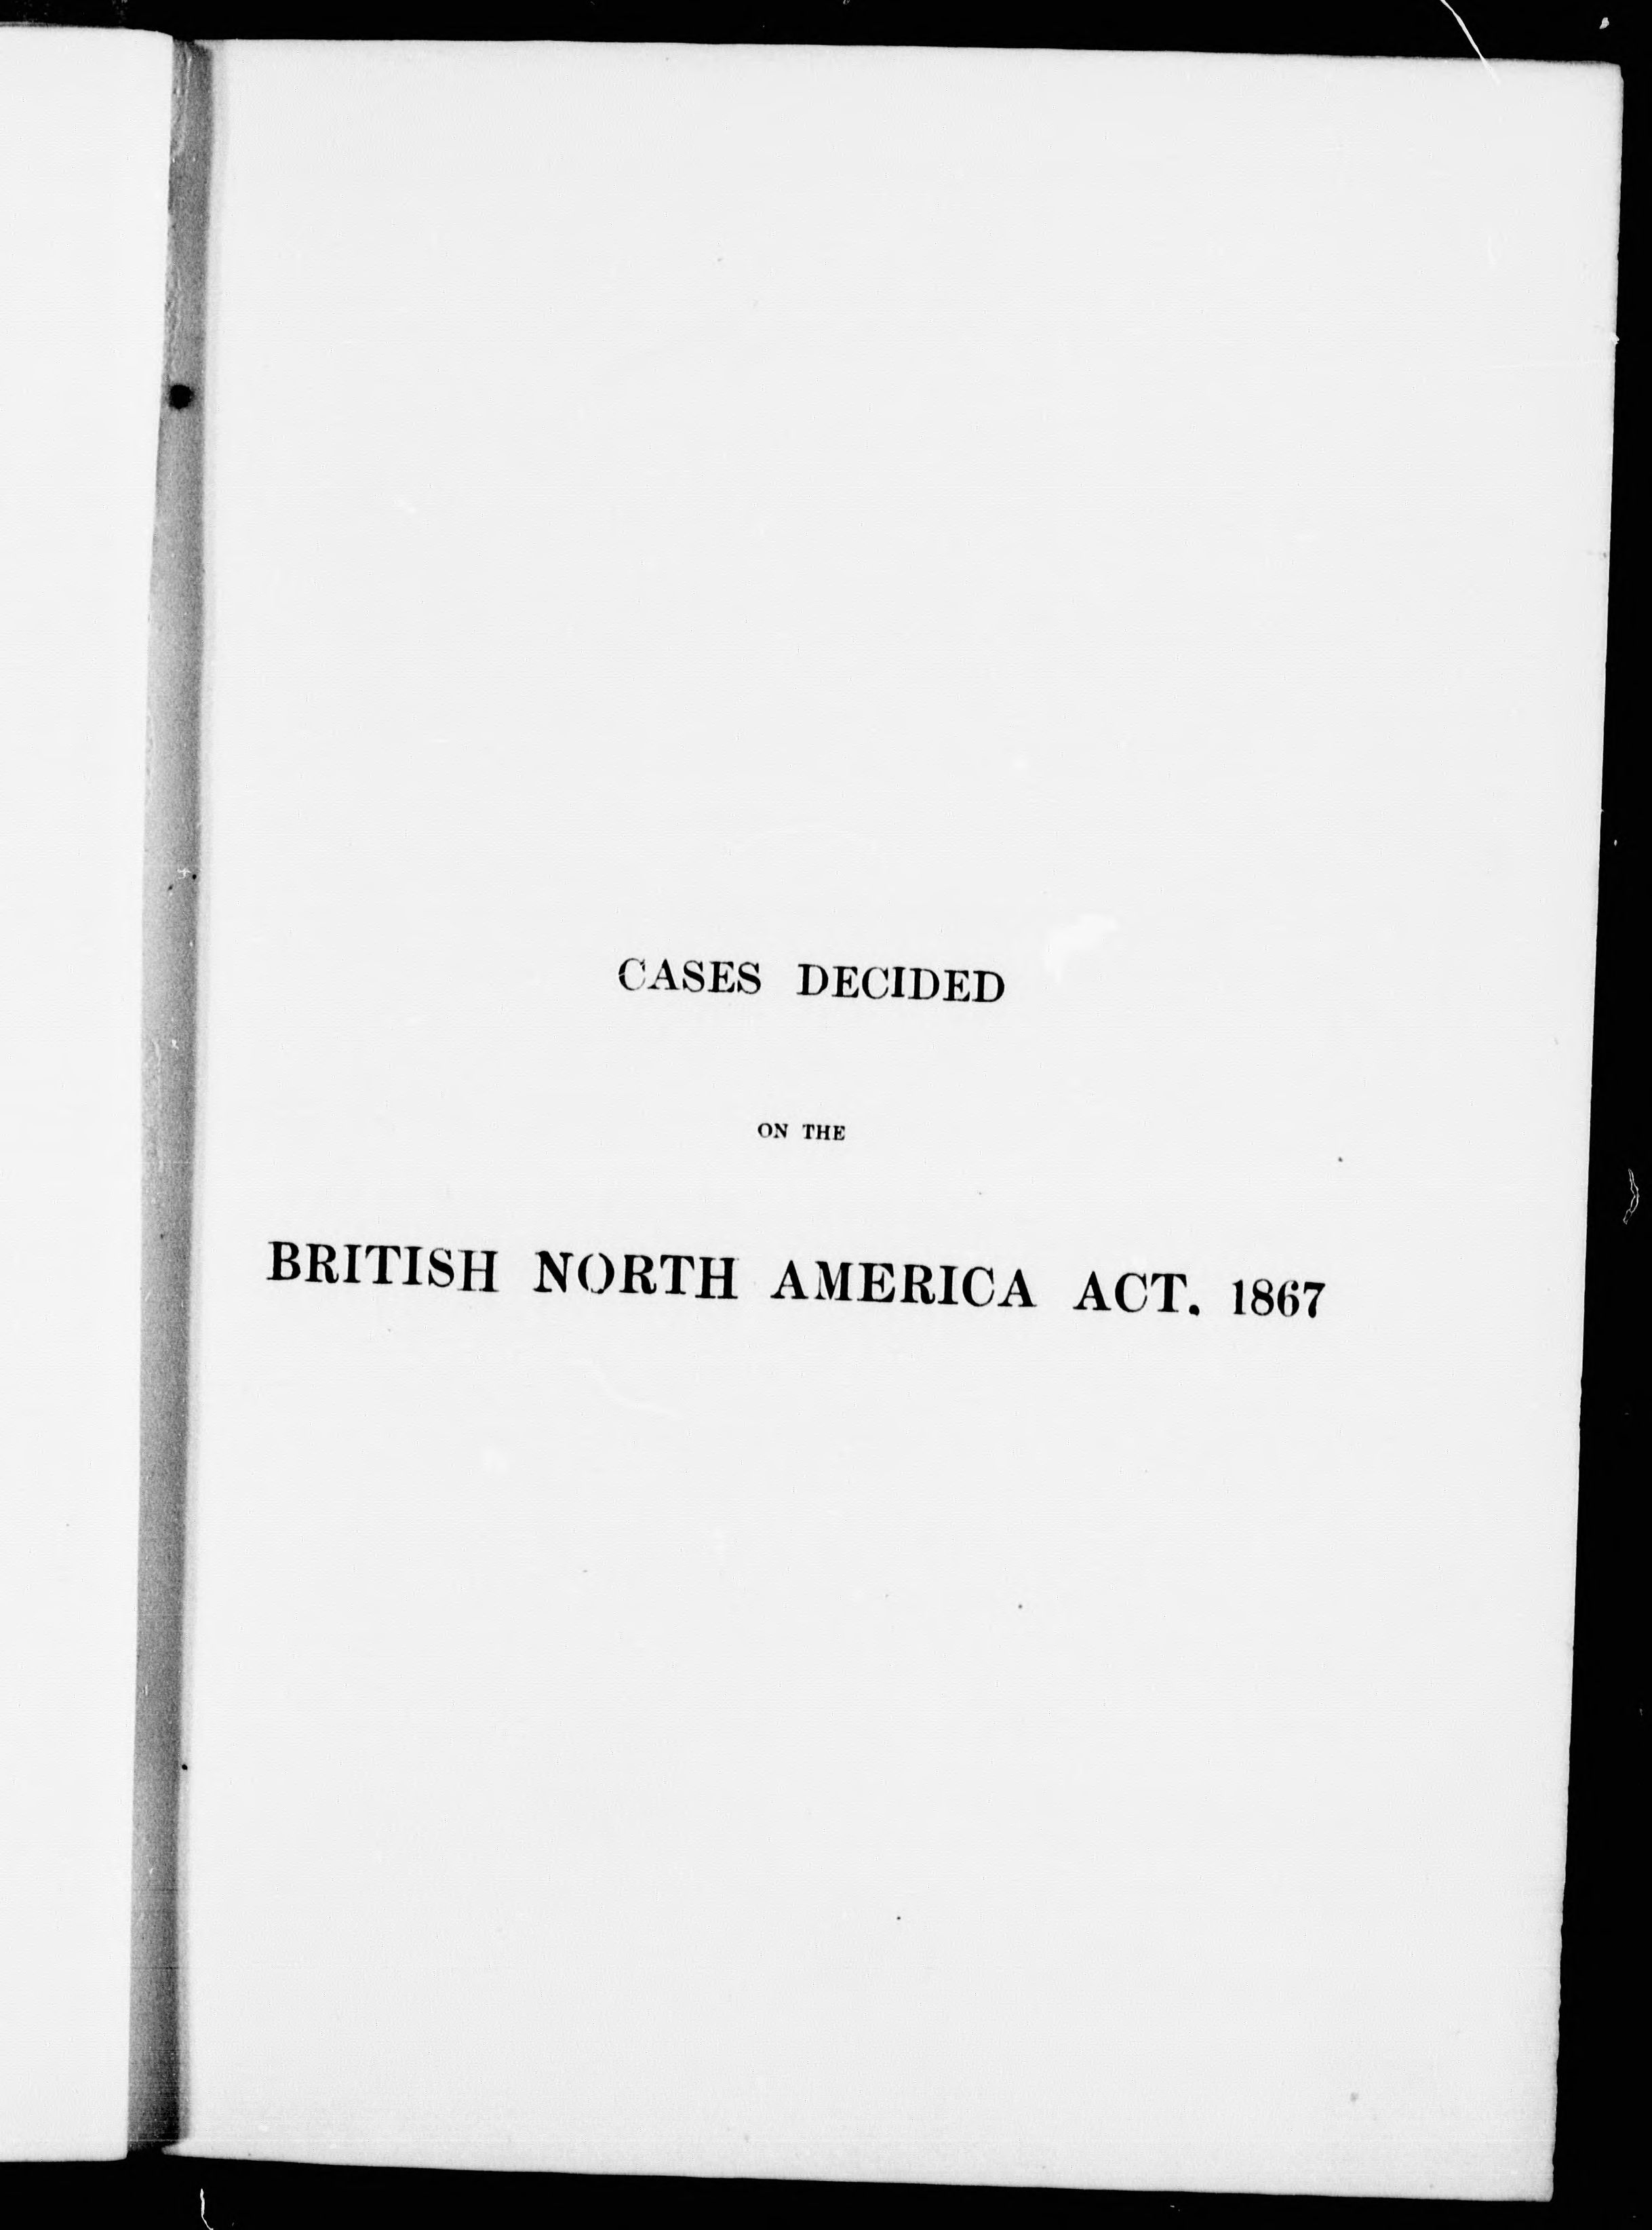 CASES DECIDED
ON THE
BRITISH NORTH AMERICA ACT. 1867